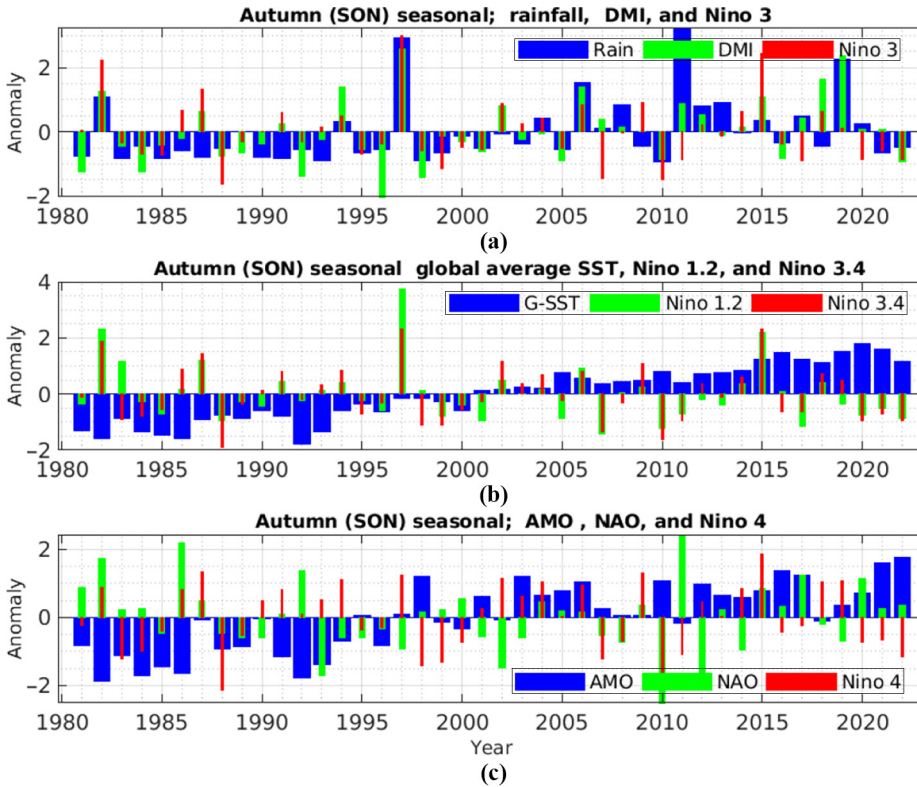 Autumn (SON) seasonal;  rainfall,  DMI, and Nino 3
Rain DMI Nino 3
Anomaly
2
0
−2
1980 1985 1990 1995 2000 2005 2010 2015 2020
(a)
Autumn (SON) seasonal  global average SST, Nino 1.2, and Nino 3.4
G-SST Nino 1.2 Nino 3.4
Anomaly
4
2
0
−2
1980 1985 1990 1995 2000 2005 2010 2015 2020
(b)
Autumn (SON) seasonal;  AMO , NAO, and Nino 4
Anomaly
2
0
−2
AMO NAO Nino 4
1980 1985 1990 1995 2000 2005 2010 2015 2020
Year
(c)